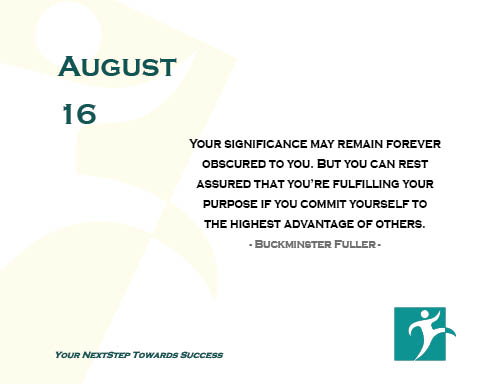 August
16
Your significance may remain forever
obscured to you. But you can rest
assured that you're fulfilling your
purpose if you commit yourself to
the highest advantage of others.
- Buckminster Fuller -
Your NextStep Towards Success